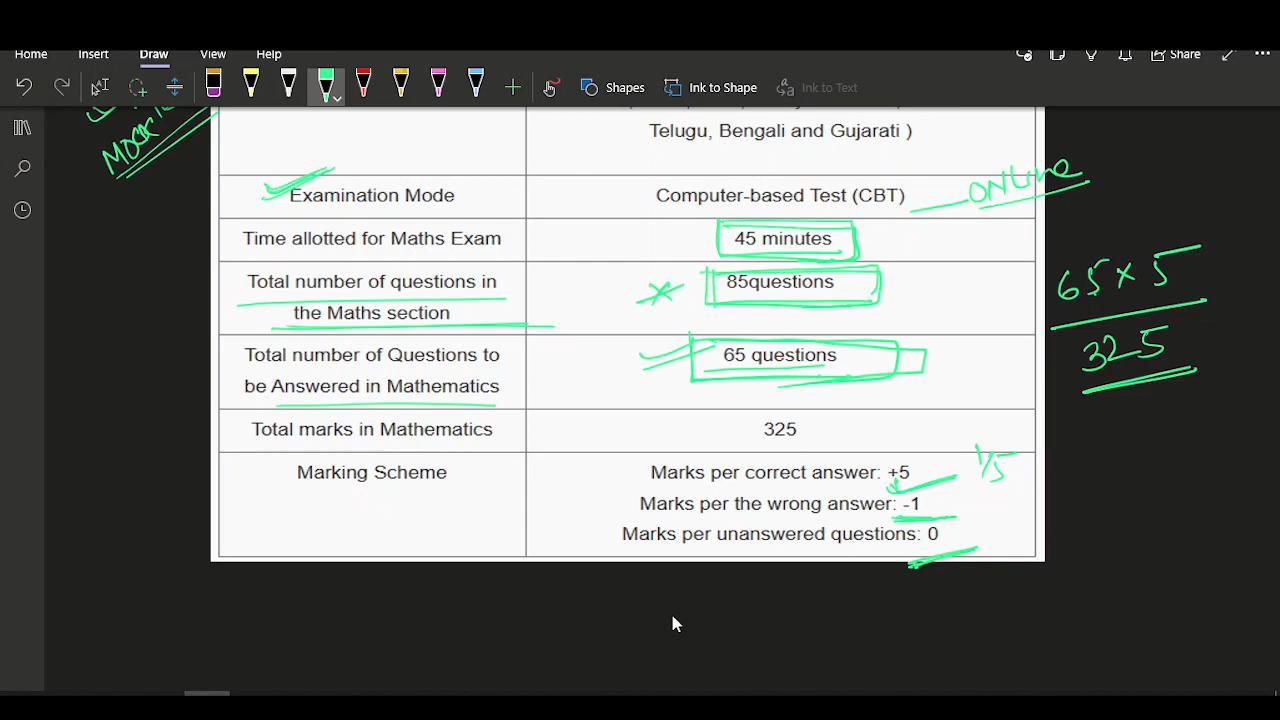 Home Insert Draw View Help Share
Shapes Ink to Shape Ink to Text
Telugu, Bengali and Gujarati )
Examination Mode Computer-based Test (CBT) ONLINE
Time allotted for Maths Exam 45 minutes
Total number of questions in 85questions
the Maths section
65 x 5
325
Total number of Questions to 65 questions
be Answered in Mathematics
Total marks in Mathematics 325
Marking Scheme Marks per correct answer: +5 1/5
Marks per the wrong answer: -1
Marks per unanswered questions: 0